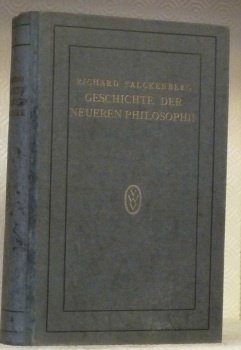 RICHARD FALCKENBERG
GESCHICHTE DER
NEUEREN PHILOSOPHIE